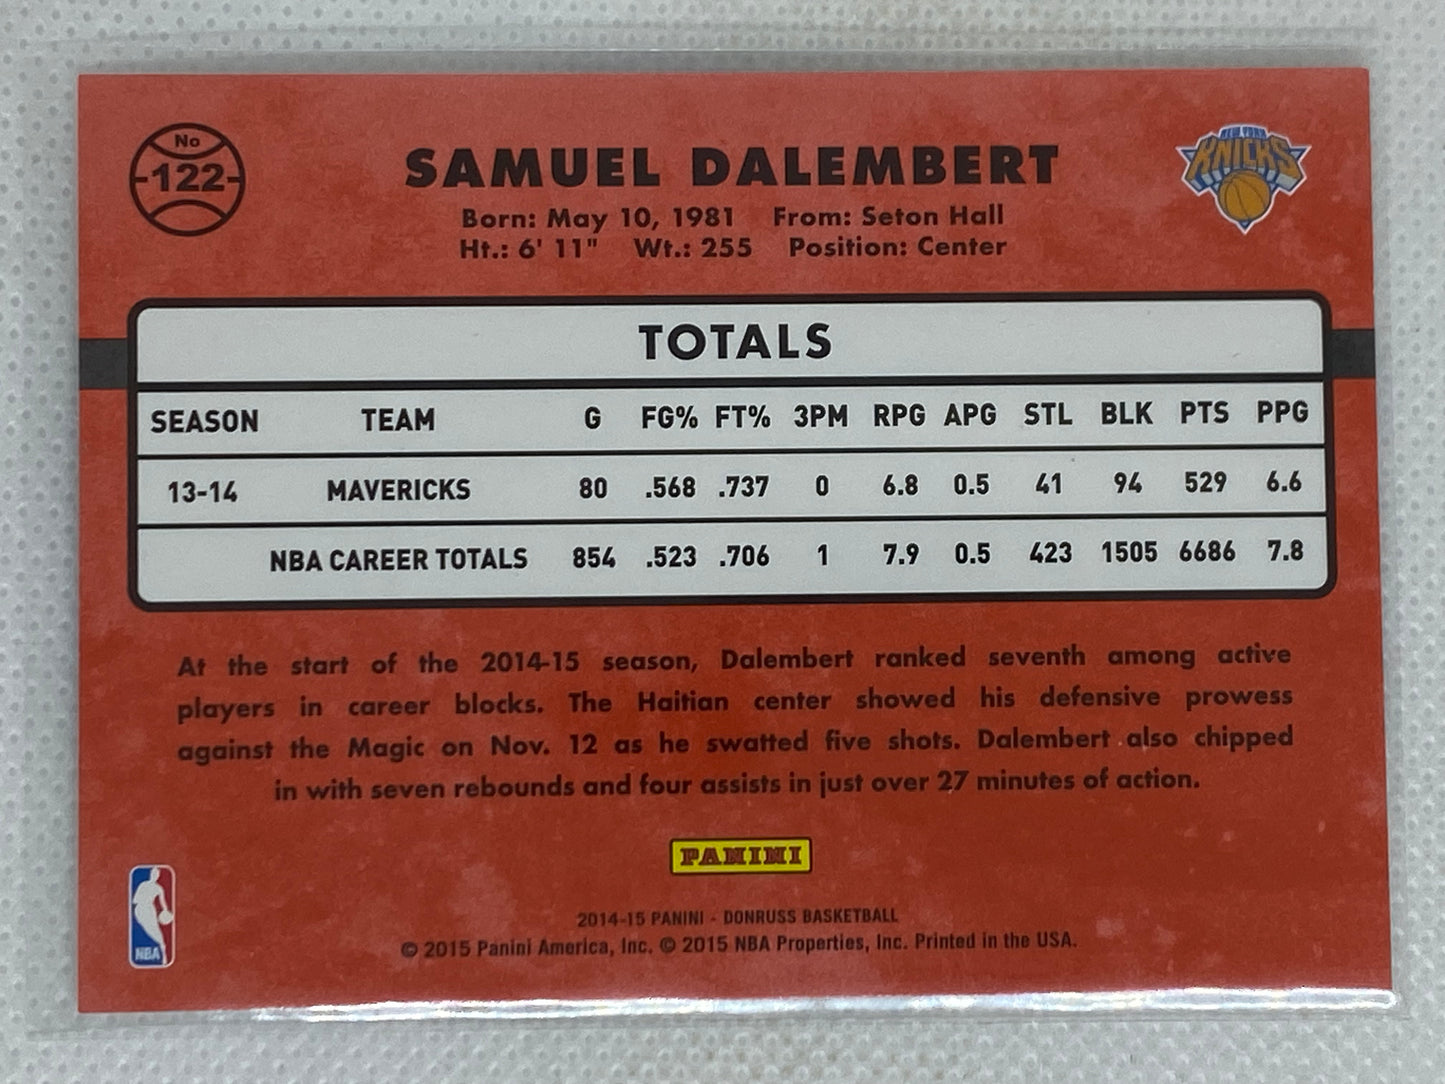 No
122
SAMUEL DALEMBERT
NEW YORK
KNICKS
Born: May 10, 1981 From: Seton Hall
Ht.: 6' 11" Wt.: 255 Position: Center
TOTALS
SEASON TEAM G FG% FT% 3PM RPG APG STL BLK PTS PPG
13-14 MAVERICKS 80 .568 .737 0 6.8 0.5 41 94 529 6.6
NBA CAREER TOTALS 854 .523 .706 1 7.9 0.5 423 1505 6686 7.8
At the start of the 2014-15 season, Dalembert ranked seventh among active
players in career blocks. The Haitian center showed his defensive prowess
against the Magic on Nov. 12 as he swatted five shots. Dalembert also chipped
in with seven rebounds and four assists in just over 27 minutes of action.
PANINI
NBA
2014-15 PANINI - DONRUSS BASKETBALL
© 2015 Panini America, Inc. © 2015 NBA Properties, Inc. Printed in the USA.